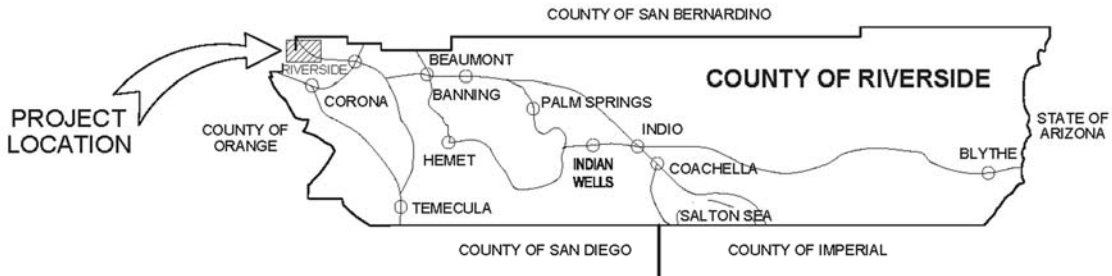 COUNTY OF SAN BERNARDINO
PROJECT
LOCATION
RIVERSIDE
CORONA
COUNTY OF
ORANGE
BEAUMONT
BANNING
HEMET
TEMECULA
PALM SPRINGS
INDIAN
WELLS
COUNTY OF RIVERSIDE
INDIO
COACHELLA
SALTON SEA
BLYTHE
STATE OF
ARIZONA
COUNTY OF SAN DIEGO
COUNTY OF IMPERIAL